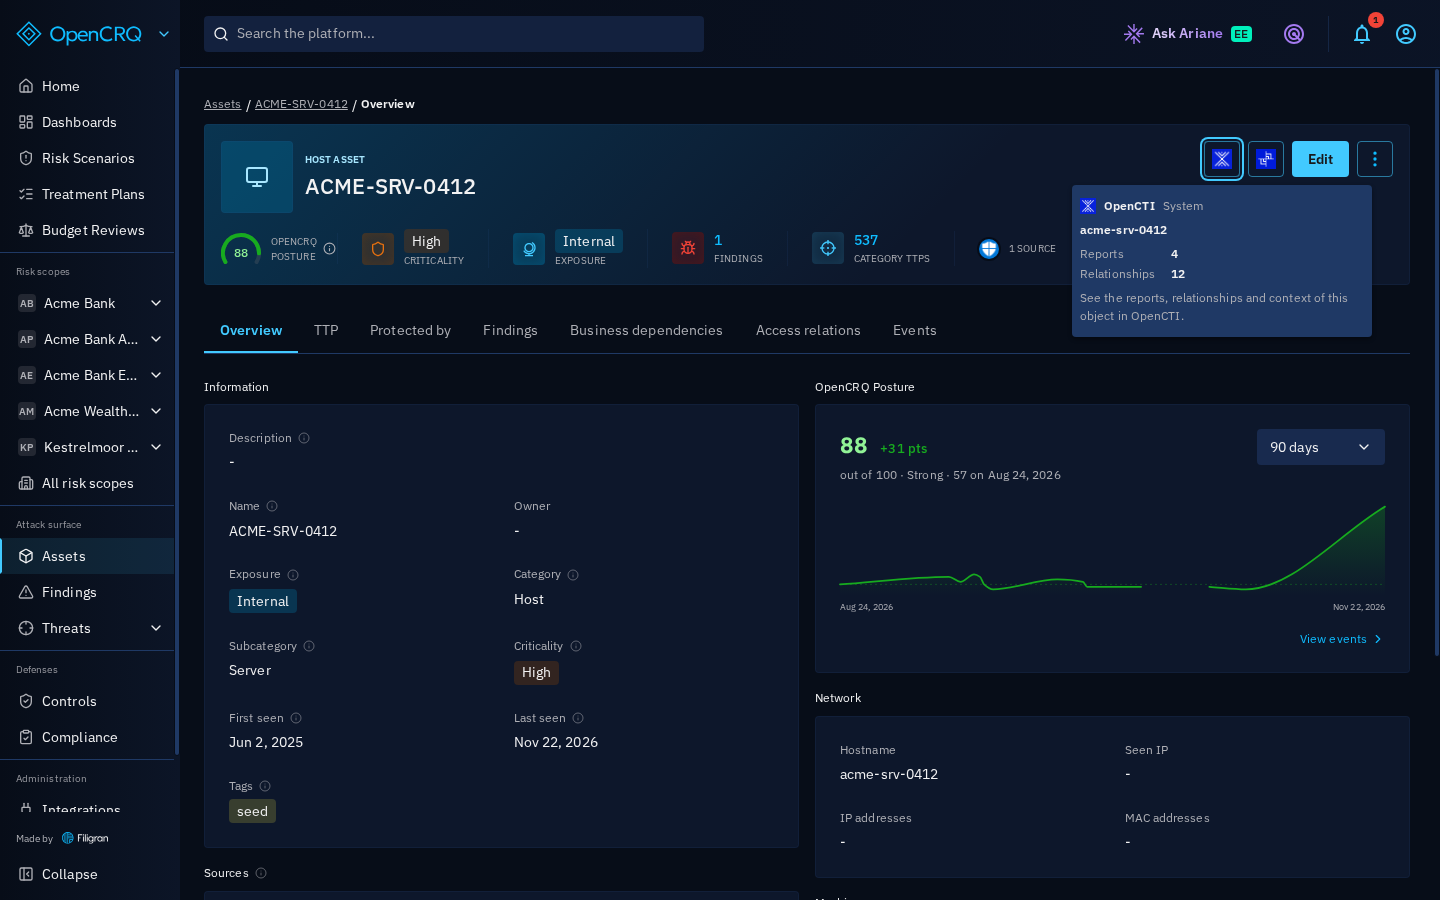 OpenCRQ
Search the platform...
Ask Ariane EE
1
Home
Dashboards
Risk Scenarios
Treatment Plans
Budget Reviews
Risk scopes
AB Acme Bank
AP Acme Bank A...
AE Acme Bank E...
AM Acme Wealth...
KP Kestrelmoor ...
All risk scopes
Attack surface
Assets
Findings
Threats
Defenses
Controls
Compliance
Administration
Integrations
Made by Filigran
Collapse
Assets / ACME-SRV-0412 / Overview
HOST ASSET
ACME-SRV-0412
Edit
88
OPENCRQ
POSTURE
High
CRITICALITY
Internal
EXPOSURE
1
FINDINGS
537
CATEGORY TTPS
1 SOURCE
OpenCTI System
acme-srv-0412
Reports 4
Relationships 12
See the reports, relationships and context of this
object in OpenCTI.
Overview
TTP
Protected by
Findings
Business dependencies
Access relations
Events
Information
Description
-
Name
ACME-SRV-0412
Owner
-
Exposure
Internal
Category
Host
Subcategory
Server
Criticality
High
First seen
Jun 2, 2025
Last seen
Nov 22, 2026
Tags
seed
Sources
OpenCRQ Posture
88 +31 pts
90 days
out of 100 · Strong · 57 on Aug 24, 2026
Aug 24, 2026
Nov 22, 2026
View events
Network
Hostname
acme-srv-0412
Seen IP
-
IP addresses
-
MAC addresses
-